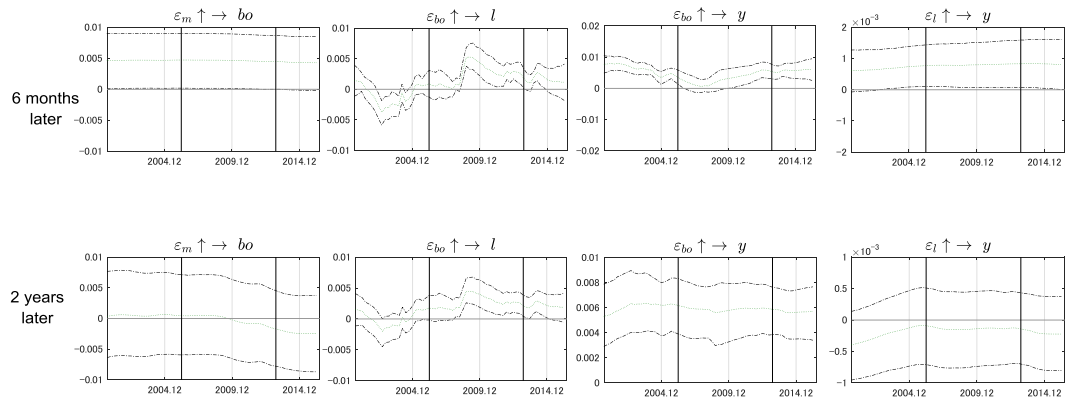 ε_m ↑ → bo
ε_bo ↑ → l
ε_bo ↑ → y
ε_l ↑ → y
6 months
later
0.01
0.005
0
−0.005
−0.01
2004.12 2009.12 2014.12
0.01
0.005
0
−0.005
−0.01
2004.12 2009.12 2014.12
0.02
0.01
0
−0.01
−0.02
2004.12 2009.12 2014.12
×10⁻³
2
1
0
−1
−2
2004.12 2009.12 2014.12
ε_m ↑ → bo
ε_bo ↑ → l
ε_bo ↑ → y
ε_l ↑ → y
2 years
later
0.01
0.005
0
−0.005
−0.01
2004.12 2009.12 2014.12
0.01
0.005
0
−0.005
−0.01
2004.12 2009.12 2014.12
0.01
0.008
0.006
0.004
0.002
0
2004.12 2009.12 2014.12
×10⁻³
1
0.5
0
−0.5
−1
2004.12 2009.12 2014.12